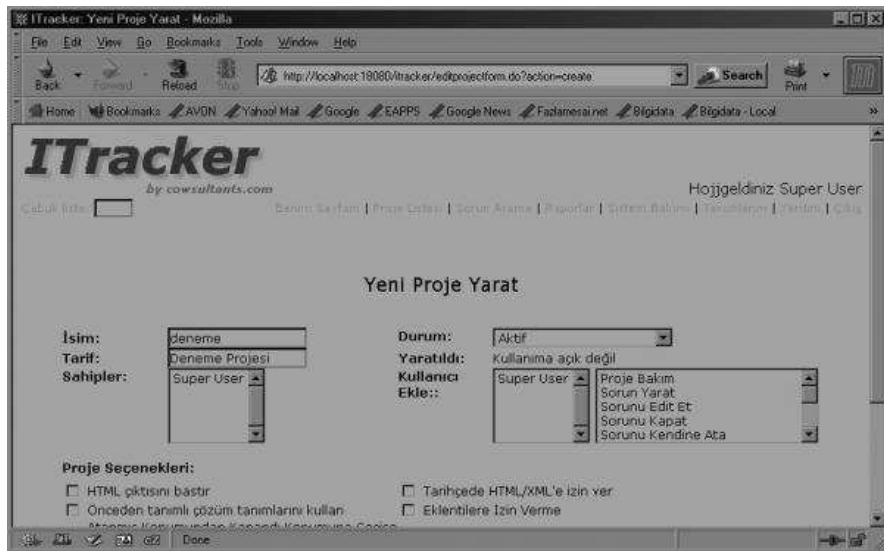 ITracker: Yeni Proje Yarat - Mozilla
File Edit View Go Bookmarks Tools Window Help
Back Forward Reload Stop http://localhost:18080/itracker/editprojectform.do?action=create Search Print
Home Bookmarks AVON Yahoo! Mail Google EAPPS Google News Fazlamesai.net Bilgidata Bilgidata - Local
ITracker
by cowsultants.com
Hojjgeldiniz Super User
Benim Sayfam | Proje Listesi | Sorun Arama | Raporlar | Sistem Bakımı | | Yardım | Çıkış
Yeni Proje Yarat
İsim: deneme Durum: Aktif
Tarif: Deneme Projesi Yaratıldı: Kullanıma açık değil
Sahipler: Super User Kullanıcı Ekle:: Super User Proje Bakım
Sorun Yarat
Sorunu Edit Et
Sorunu Kapat
Sorunu Kendine Ata
Proje Seçenekleri:
HTML çıktısını bastır Tarihçede HTML/XML'e izin ver
Önceden tanımlı çözüm tanımlarını kullan Eklentilere İzin Verme
Done